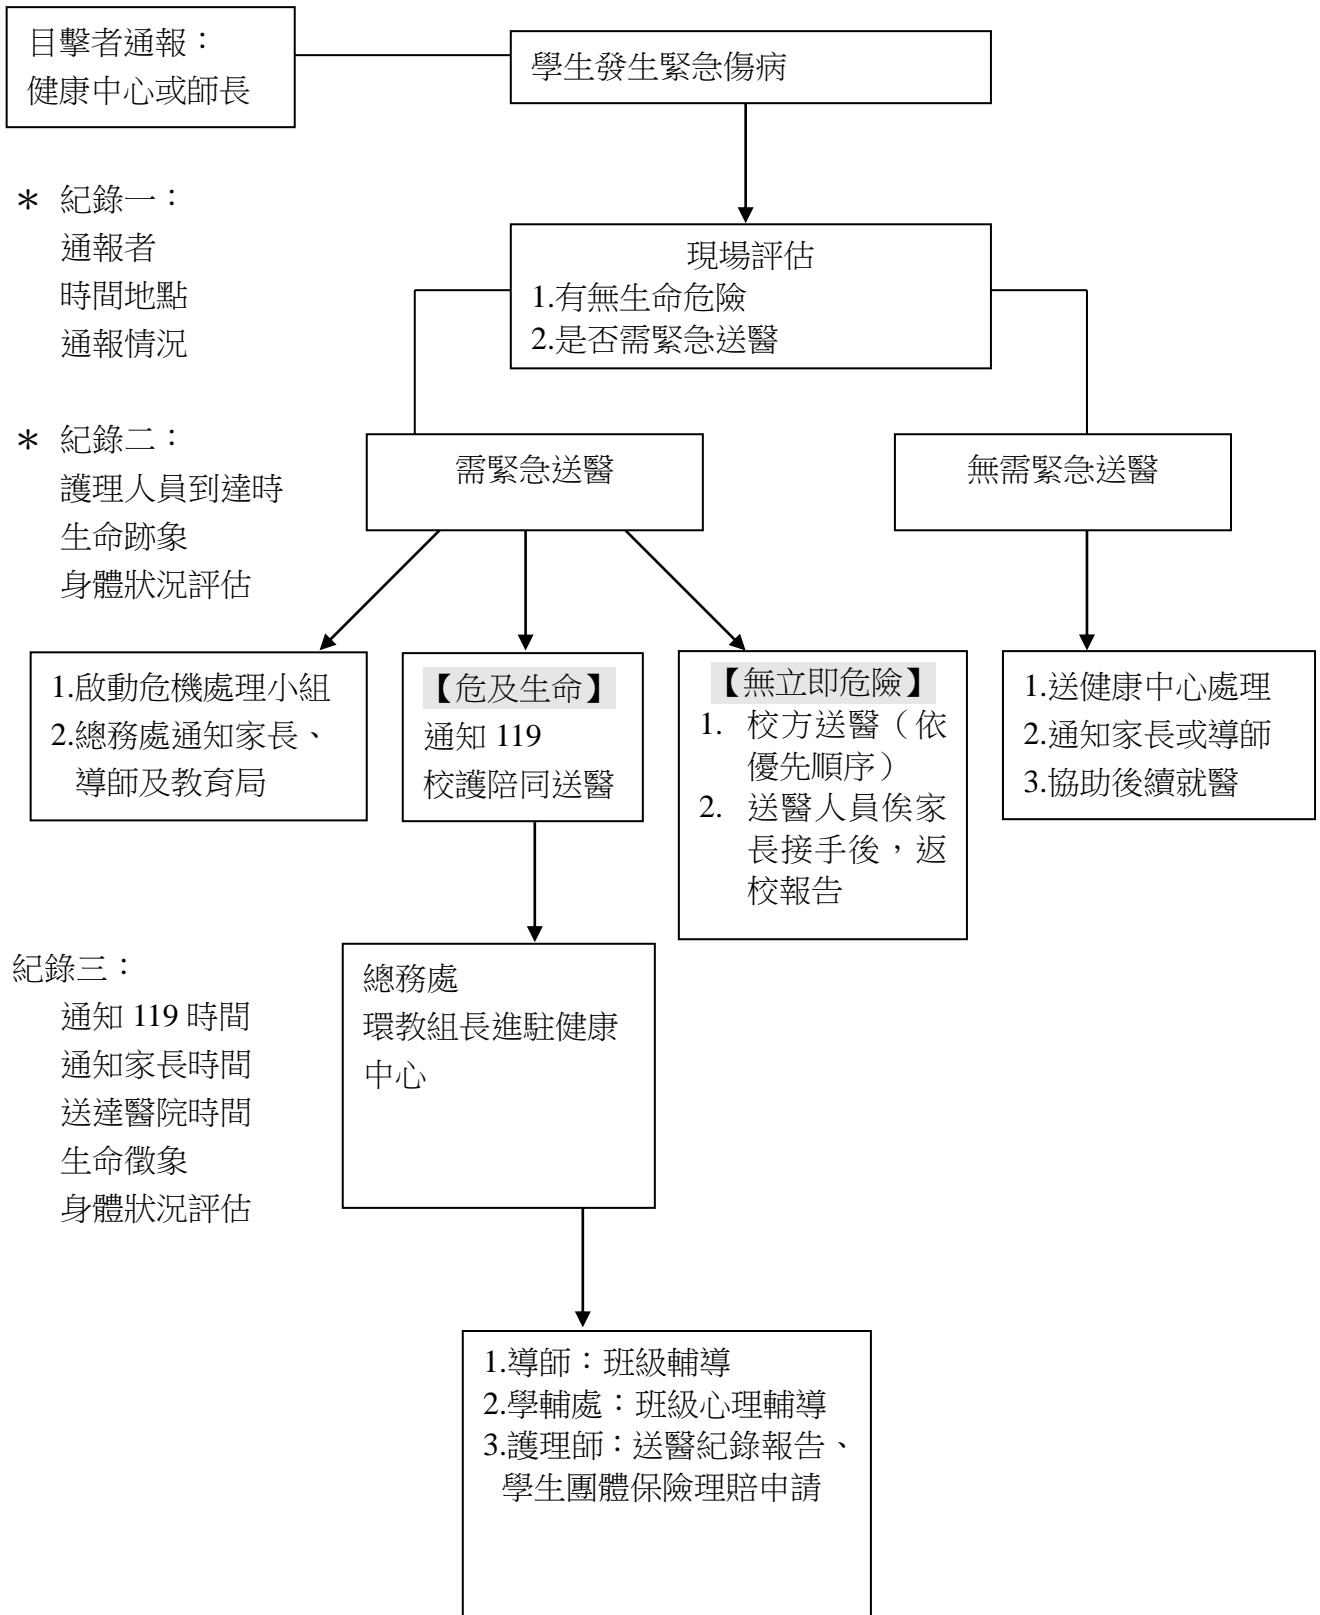 目擊者通報：
健康中心或師長
學生發生緊急傷病
＊ 紀錄一：
通報者
時間地點
通報情況
現場評估
1.有無生命危險
2.是否需緊急送醫
＊ 紀錄二：
護理人員到達時
生命跡象
身體狀況評估
需緊急送醫
無需緊急送醫
1.啟動危機處理小組
2.總務處通知家長、
導師及教育局
【危及生命】
通知 119
校護陪同送醫
【無立即危險】
1. 校方送醫（依
優先順序）
2. 送醫人員俟家
長接手後，返
校報告
1.送健康中心處理
2.通知家長或導師
3.協助後續就醫
紀錄三：
通知 119 時間
通知家長時間
送達醫院時間
生命徵象
身體狀況評估
總務處
環教組長進駐健康
中心
1.導師：班級輔導
2.學輔處：班級心理輔導
3.護理師：送醫紀錄報告、
學生團體保險理賠申請